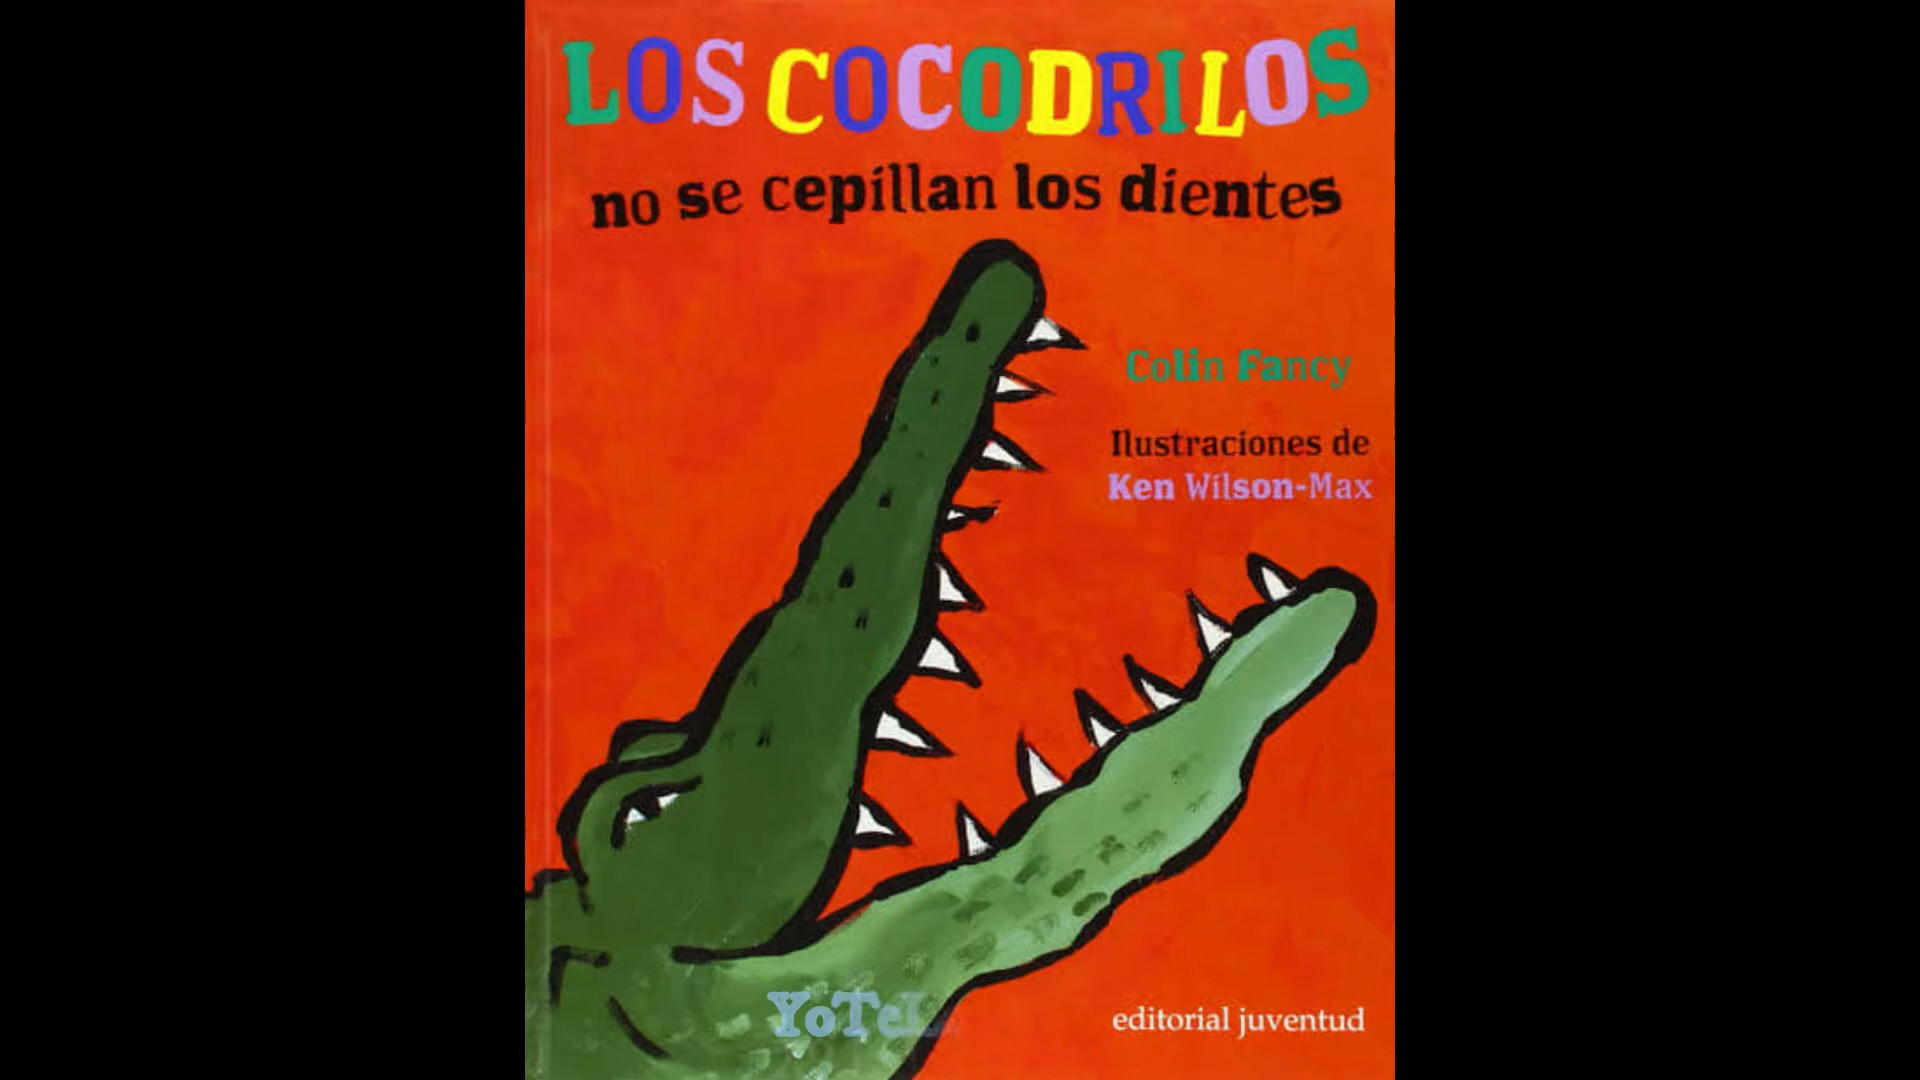 LOS COCODRILOS
no se cepillan los dientes
Colin Fancy
Ilustraciones de
Ken Wilson-Max
YoTeL
editorial juventud